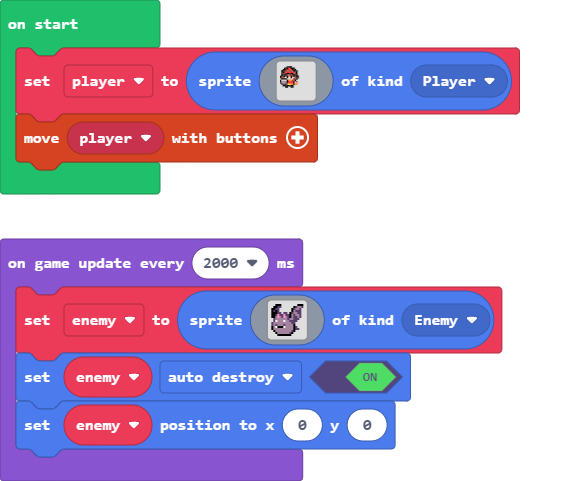 on start
set player to sprite of kind Player
move player with buttons
on game update every 2000 ms
set enemy to sprite of kind Enemy
set enemy auto destroy ON
set enemy position to x 0 y 0